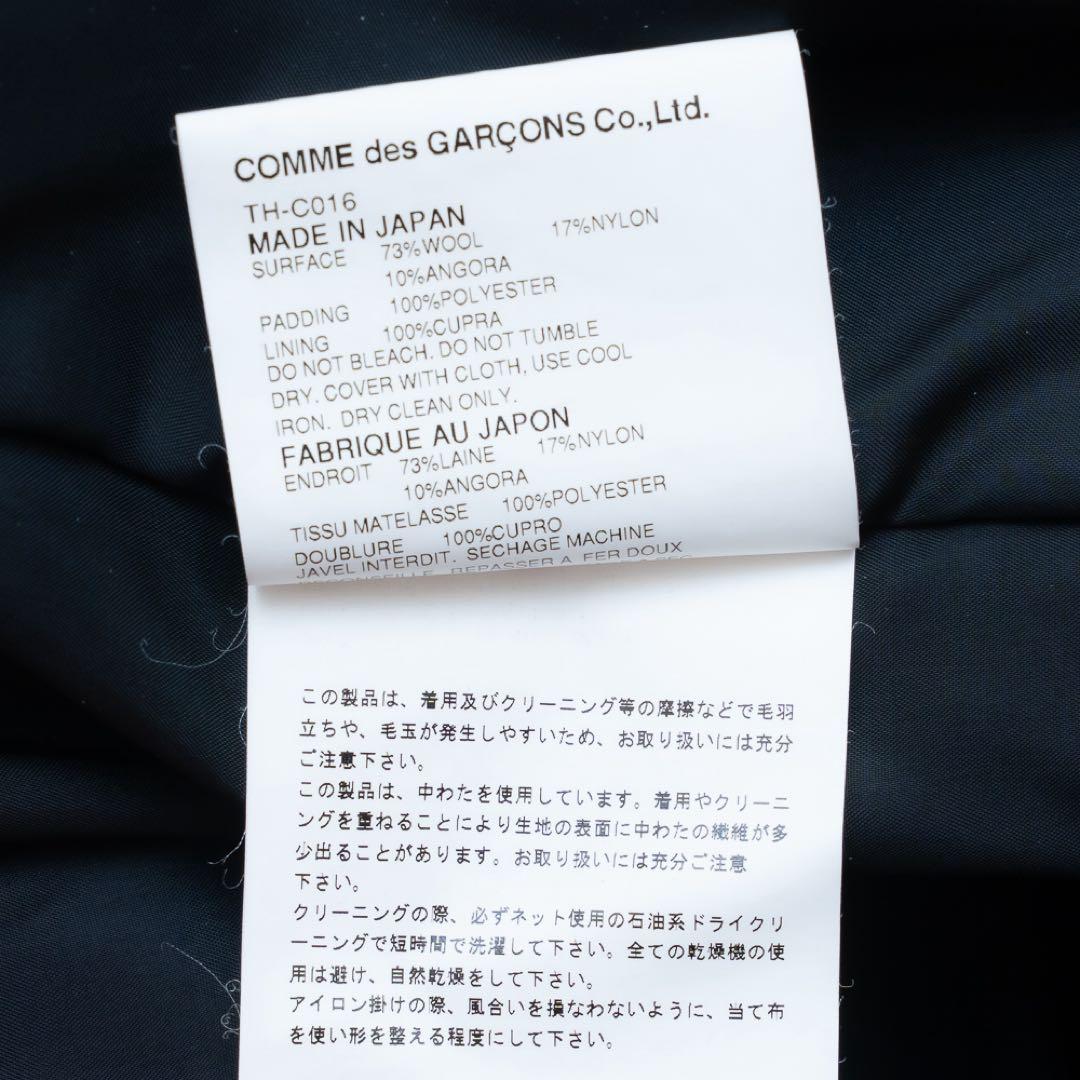 COMME des GARÇONS Co.,Ltd.
TH-C016
MADE IN JAPAN
SURFACE 73%WOOL 17%NYLON
10%ANGORA
PADDING 100%POLYESTER
LINING 100%CUPRA
DO NOT BLEACH. DO NOT TUMBLE
DRY. COVER WITH CLOTH, USE COOL
IRON. DRY CLEAN ONLY.
FABRIQUE AU JAPON
ENDROIT 73%LAINE 17%NYLON
10%ANGORA
TISSU MATELASSE 100%POLYESTER
DOUBLURE 100%CUPRO
JAVEL INTERDIT. SECHAGE MACHINE
REPASSER A FER DOUX
この製品は、着用及びクリーニング等の摩擦などで毛羽
立ちや、毛玉が発生しやすいため、お取り扱いには充分
ご注意下さい。
この製品は、中わたを使用しています。着用やクリーニ
ングを重ねることにより生地の表面に中わたの繊維が多
少出ることがあります。お取り扱いには充分ご注意
下さい。
クリーニングの際、必ずネット使用の石油系ドライクリ
ーニングで短時間で洗濯して下さい。全ての乾燥機の使
用は避け、自然乾燥をして下さい。
アイロン掛けの際、風合いを損なわないように、当て布
を使い形を整える程度にして下さい。